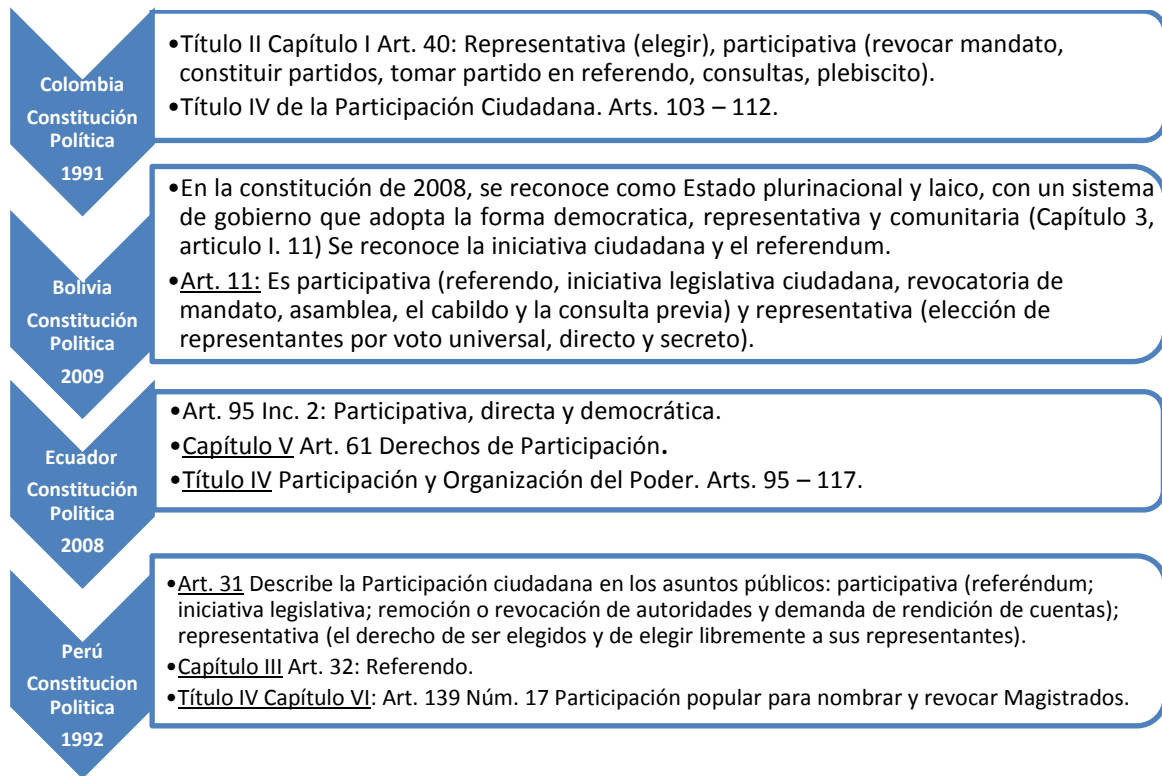 Colombia
Constitución
Política
1991
•Título II Capítulo I Art. 40: Representativa (elegir), participativa (revocar mandato,
constituir partidos, tomar partido en referendo, consultas, plebiscito).
•Título IV de la Participación Ciudadana. Arts. 103 – 112.
Bolivia
Constitución
Politica
2009
•En la constitución de 2008, se reconoce como Estado plurinacional y laico, con un sistema
de gobierno que adopta la forma democratica, representativa y comunitaria (Capítulo 3,
articulo I. 11) Se reconoce la iniciativa ciudadana y el referendum.
•Art. 11: Es participativa (referendo, iniciativa legislativa ciudadana, revocatoria de
mandato, asamblea, el cabildo y la consulta previa) y representativa (elección de
representantes por voto universal, directo y secreto).
Ecuador
Constitución
Politica
2008
•Art. 95 Inc. 2: Participativa, directa y democrática.
•Capítulo V Art. 61 Derechos de Participación.
•Título IV Participación y Organización del Poder. Arts. 95 – 117.
Perú
Constitucion
Politica
1992
•Art. 31 Describe la Participación ciudadana en los asuntos públicos: participativa (referéndum;
iniciativa legislativa; remoción o revocación de autoridades y demanda de rendición de cuentas);
representativa (el derecho de ser elegidos y de elegir libremente a sus representantes).
•Capítulo III Art. 32: Referendo.
•Título IV Capítulo VI: Art. 139 Núm. 17 Participación popular para nombrar y revocar Magistrados.